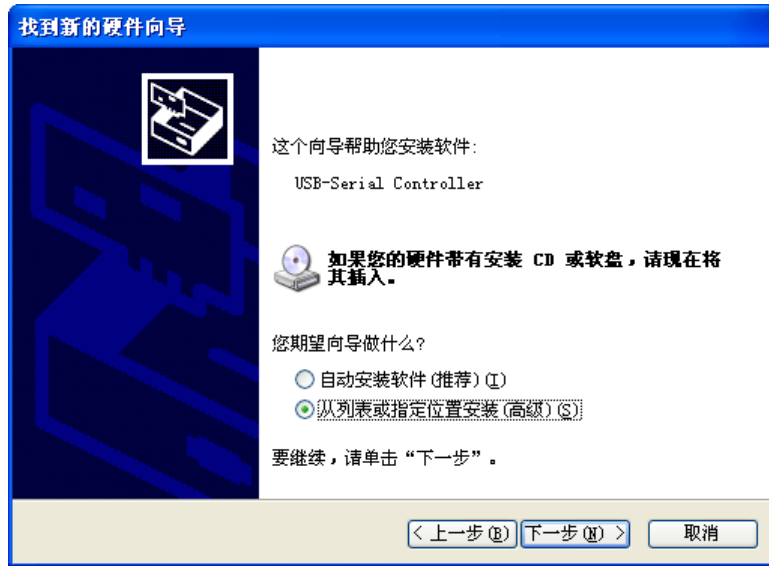 找到新的硬件向导
这个向导帮助您安装软件:
USB-Serial Controller
如果您的硬件带有安装 CD 或软盘，请现在将
其插入。
您期望向导做什么?
自动安装软件(推荐)(I)
从列表或指定位置安装(高级)(S)
要继续，请单击“下一步”。
< 上一步(B) 下一步(N) > 取消